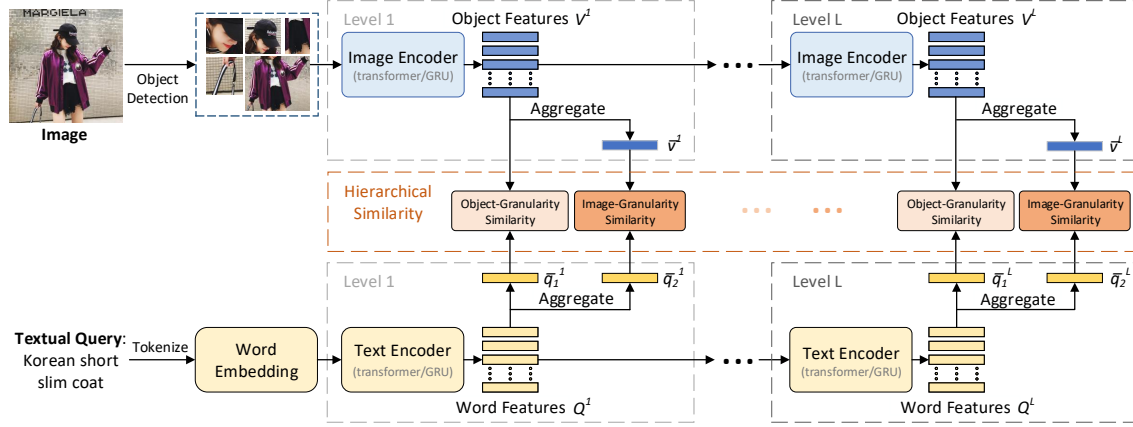 MARGIELA
Image
Object
Detection
Level 1
Object Features V¹
Image Encoder
(transformer/GRU)
Aggregate
v̄¹
Level L
Object Features Vᴸ
Image Encoder
(transformer/GRU)
Aggregate
v̄ᴸ
Hierarchical
Similarity
Object-Granularity
Similarity
Image-Granularity
Similarity
Object-Granularity
Similarity
Image-Granularity
Similarity
Textual Query:
Korean short
slim coat
Tokenize
Word
Embedding
Level 1
q̄₁¹
q̄₂¹
Aggregate
Text Encoder
(transformer/GRU)
Word Features Q¹
Level L
q̄₁ᴸ
q̄₂ᴸ
Aggregate
Text Encoder
(transformer/GRU)
Word Features Qᴸ